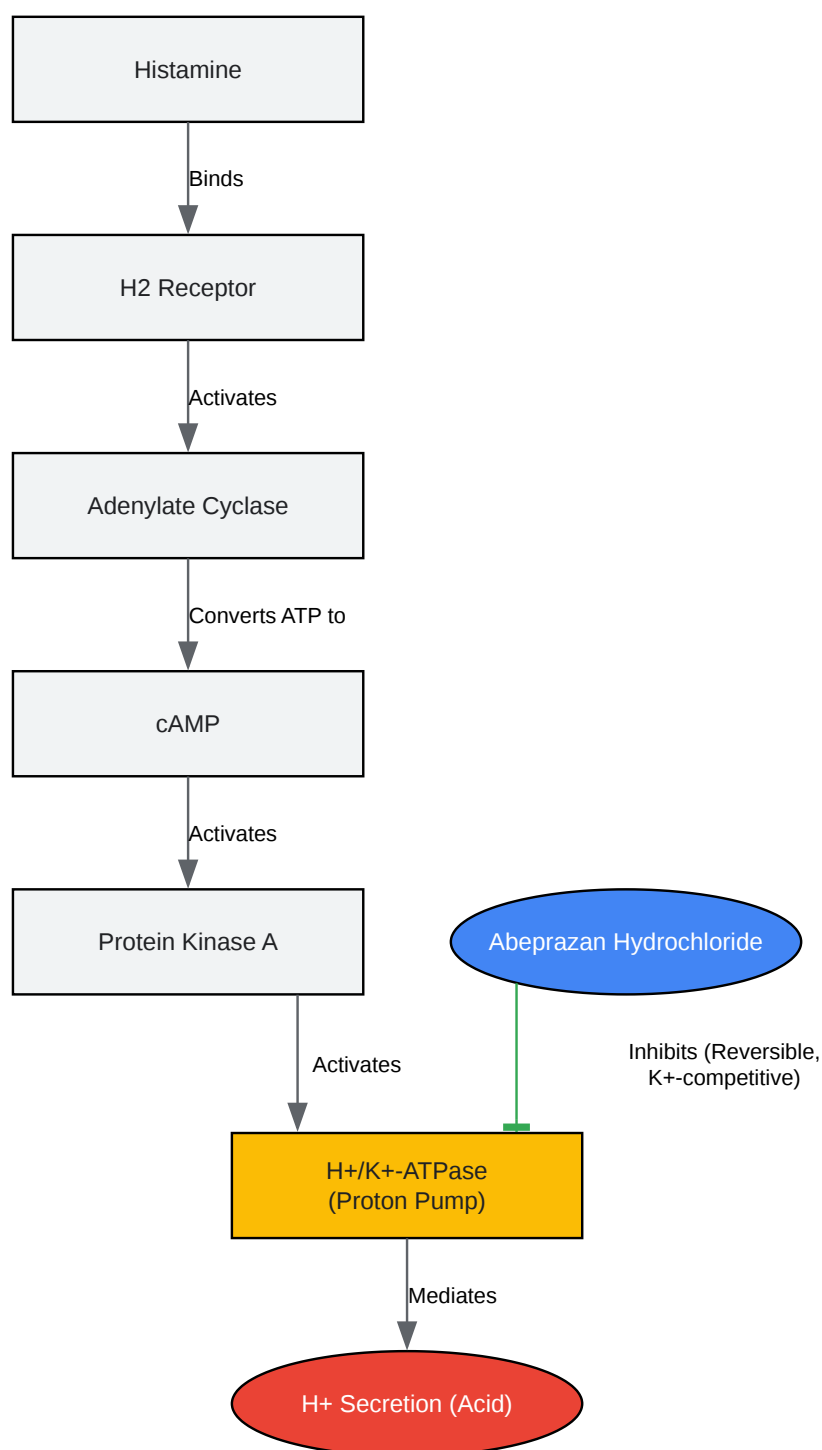 Histamine
Binds
H2 Receptor
Activates
Adenylate Cyclase
Converts ATP to
cAMP
Activates
Protein Kinase A
Abeprazan Hydrochloride
Inhibits (Reversible,
K+-competitive)
Activates
H+/K+-ATPase
(Proton Pump)
Mediates
H+ Secretion (Acid)